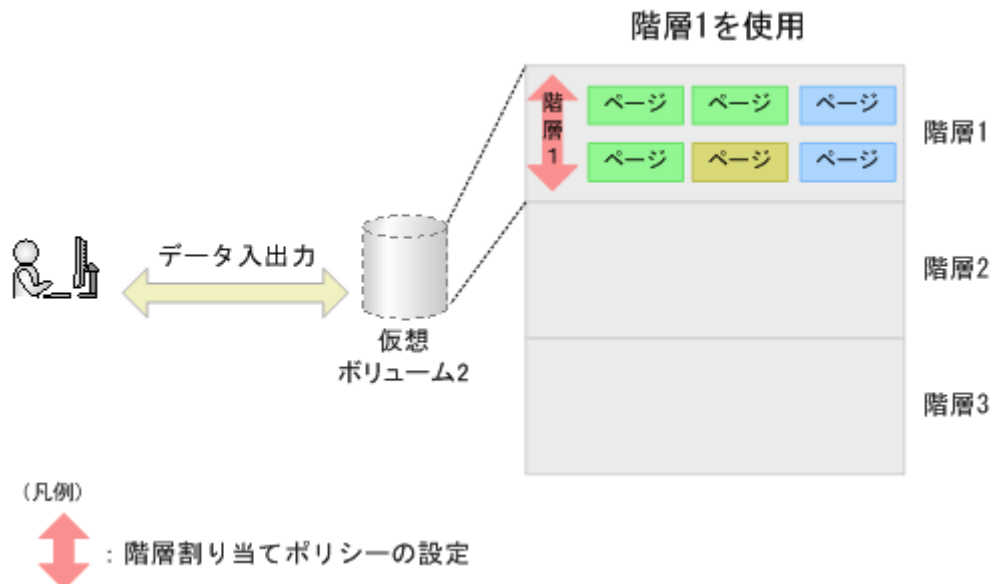 階層1を使用
階層1
ページ ページ ページ
ページ ページ ページ
階層1
データ入出力
階層2
仮想
ボリューム2
階層3
（凡例）
：階層割り当てポリシーの設定